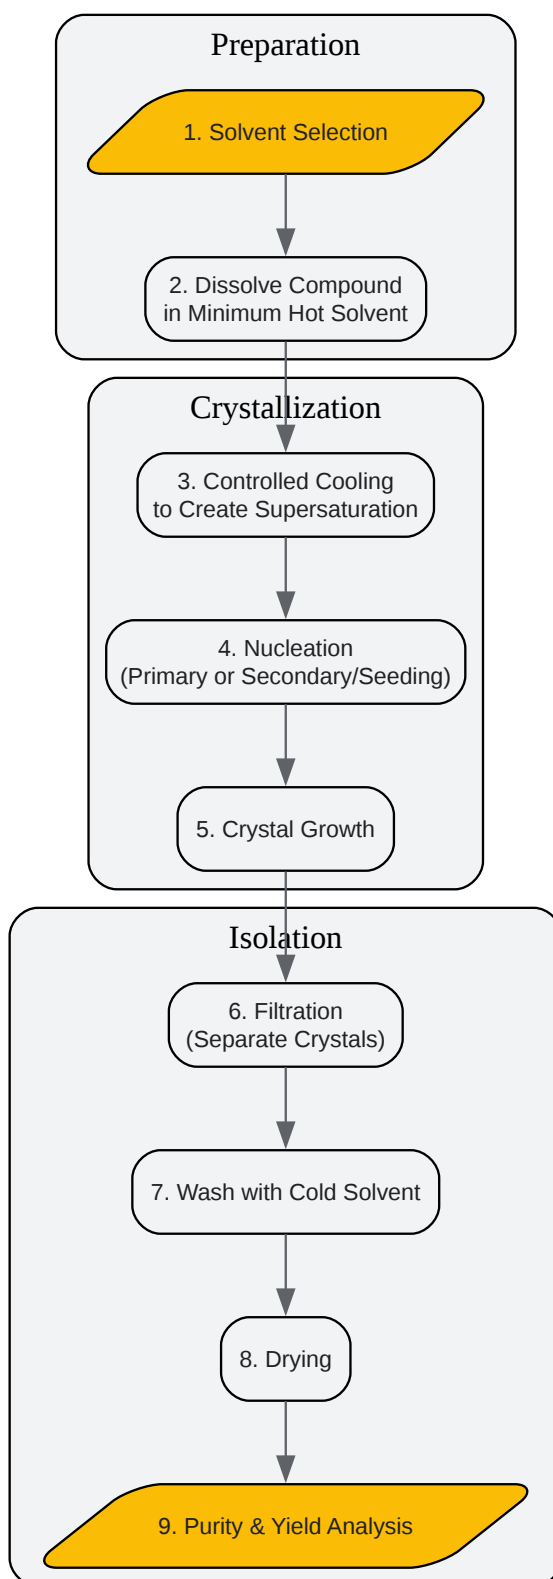 Preparation
1. Solvent Selection
2. Dissolve Compound
in Minimum Hot Solvent
Crystallization
3. Controlled Cooling
to Create Supersaturation
4. Nucleation
(Primary or Secondary/Seeding)
5. Crystal Growth
Isolation
6. Filtration
(Separate Crystals)
7. Wash with Cold Solvent
8. Drying
9. Purity & Yield Analysis